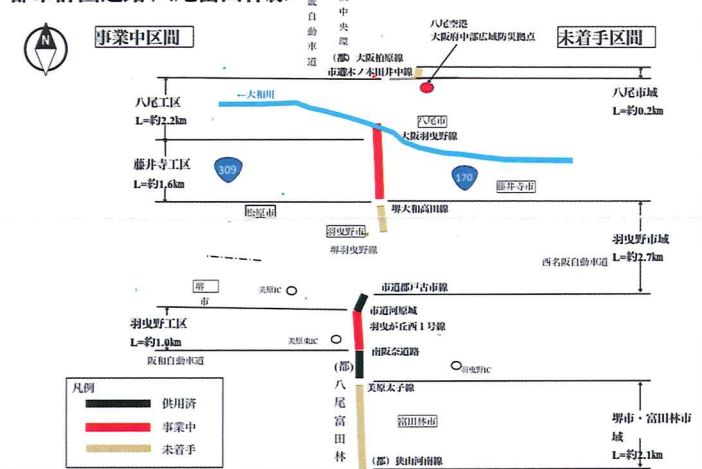 事業中区間
未着手区間
自動車道
中央環
八尾空港
大阪府中部広域防災拠点
(都) 大阪柏原線
市道木ノ本田井中線
八尾工区
L=約2.2km
←大和川
八尾市
大阪羽曳野線
八尾市域
L=約0.2km
藤井寺工区
L=約1.6km
309
170
藤井寺市
松原市
堺大和高田線
羽曳野市
堺羽曳野線
羽曳野市域
L=約2.7km
西名阪自動車道
堺
市
美原IC
市道郡戸古市線
市道河原城
羽曳が丘西1号線
羽曳野工区
L=約1.0km
美原東IC
阪和自動車道
南阪奈道路
羽曳野IC
(都)
八
尾
富
田
林
美原太子線
凡例
供用済
事業中
未着手
富田林市
堺市・富田林市
域
L=約2.1km
(都) 狭山河南線